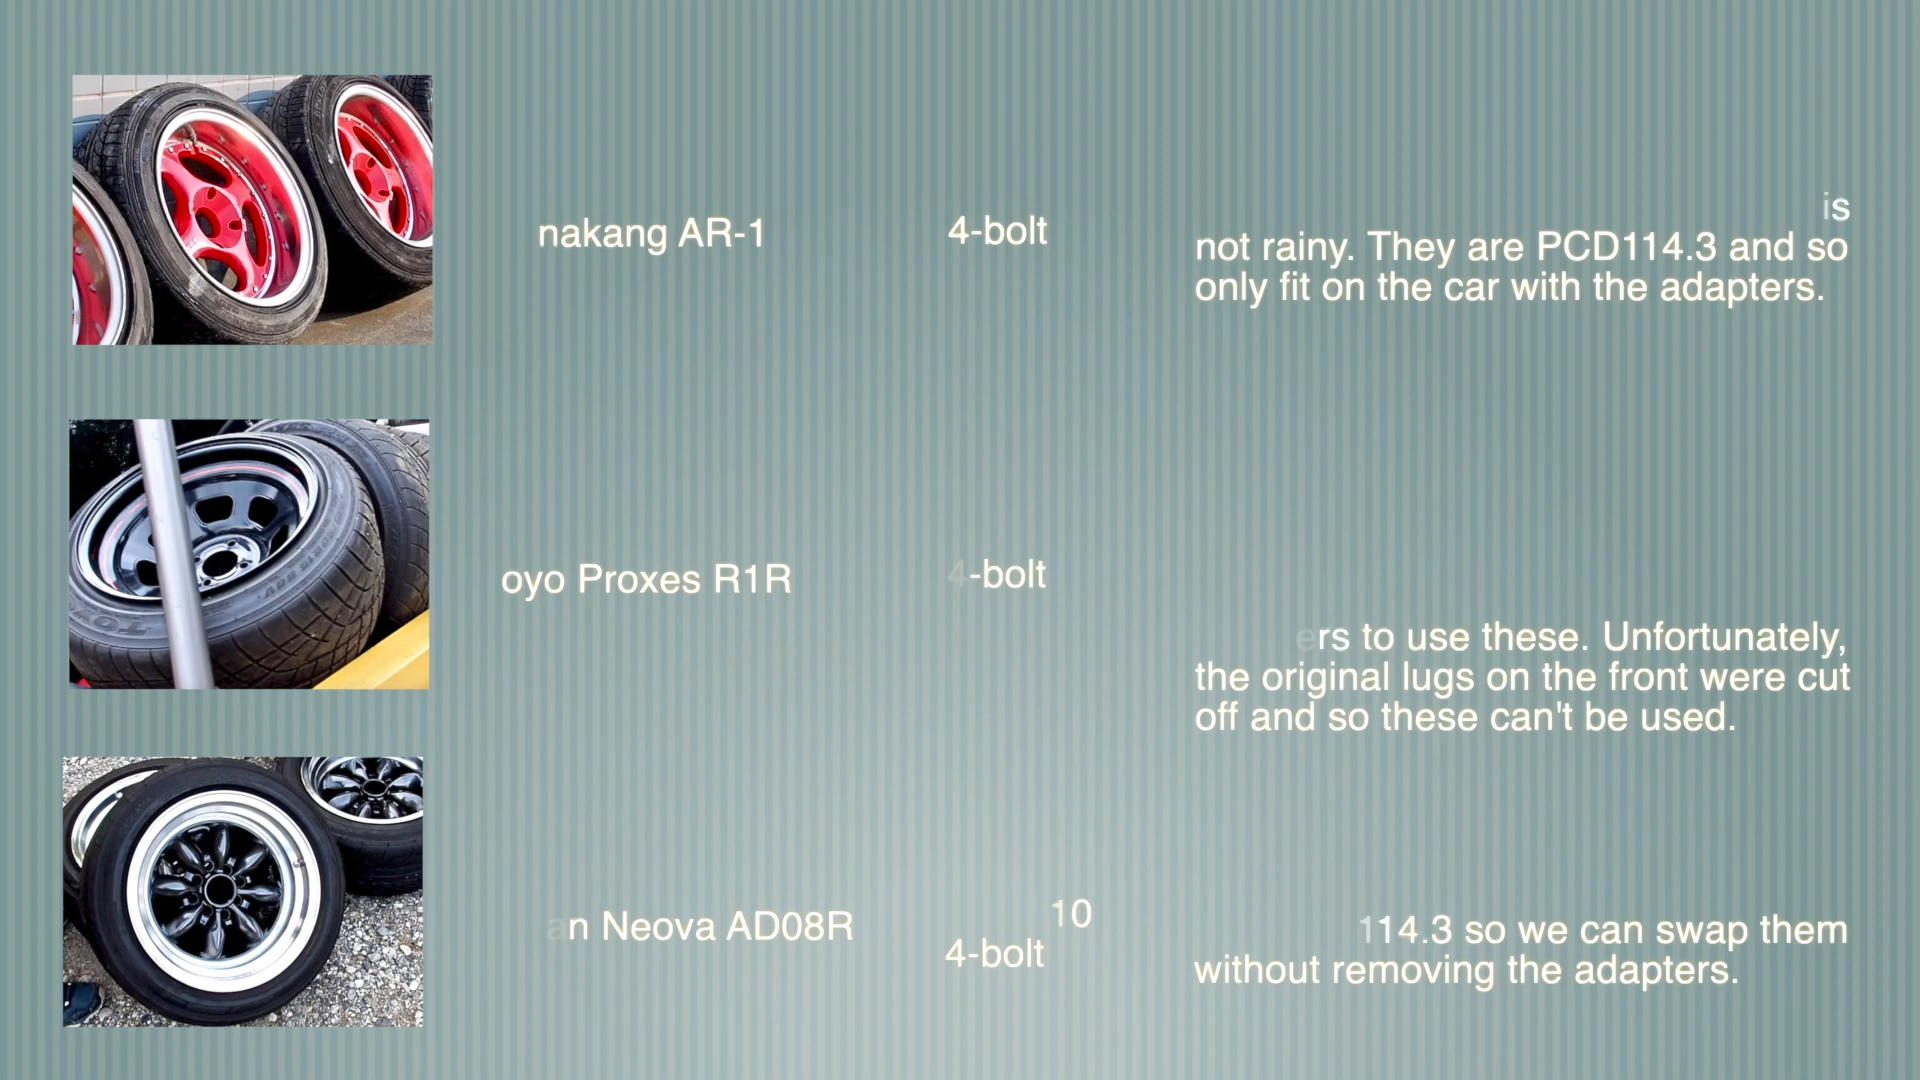 nakang AR-1
4-bolt
is
not rainy. They are PCD114.3 and so
only fit on the car with the adapters.
oyo Proxes R1R
4-bolt
ers to use these. Unfortunately,
the original lugs on the front were cut
off and so these can't be used.
an Neova AD08R
10
4-bolt
114.3 so we can swap them
without removing the adapters.